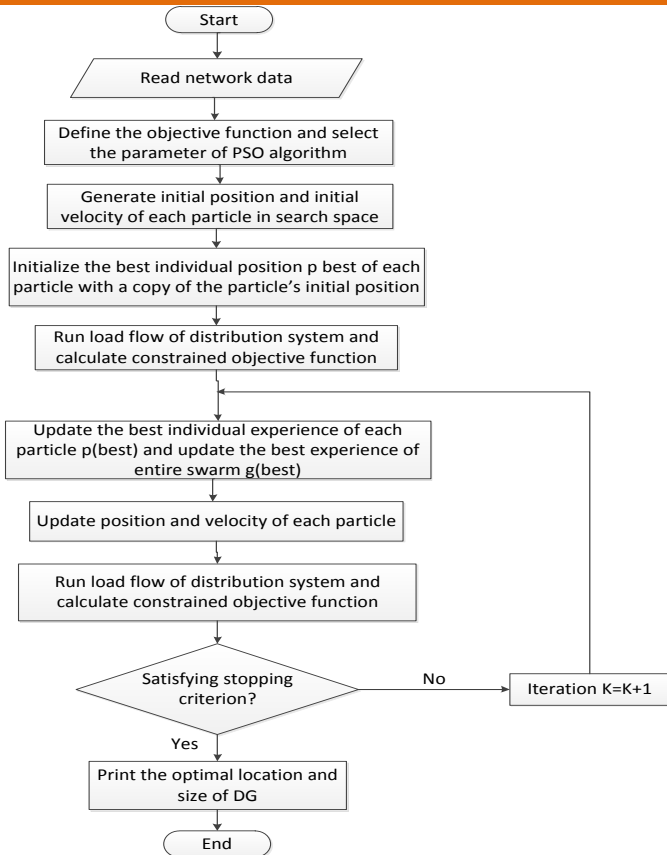 Start
Read network data
Define the objective function and select
the parameter of PSO algorithm
Generate initial position and initial
velocity of each particle in search space
Initialize the best individual position p best of each
particle with a copy of the particle’s initial position
Run load flow of distribution system and
calculate constrained objective function
Update the best individual experience of each
particle p(best) and update the best experience of
entire swarm g(best)
Update position and velocity of each particle
Run load flow of distribution system and
calculate constrained objective function
Satisfying stopping
criterion?
No
Iteration K=K+1
Yes
Print the optimal location and
size of DG
End